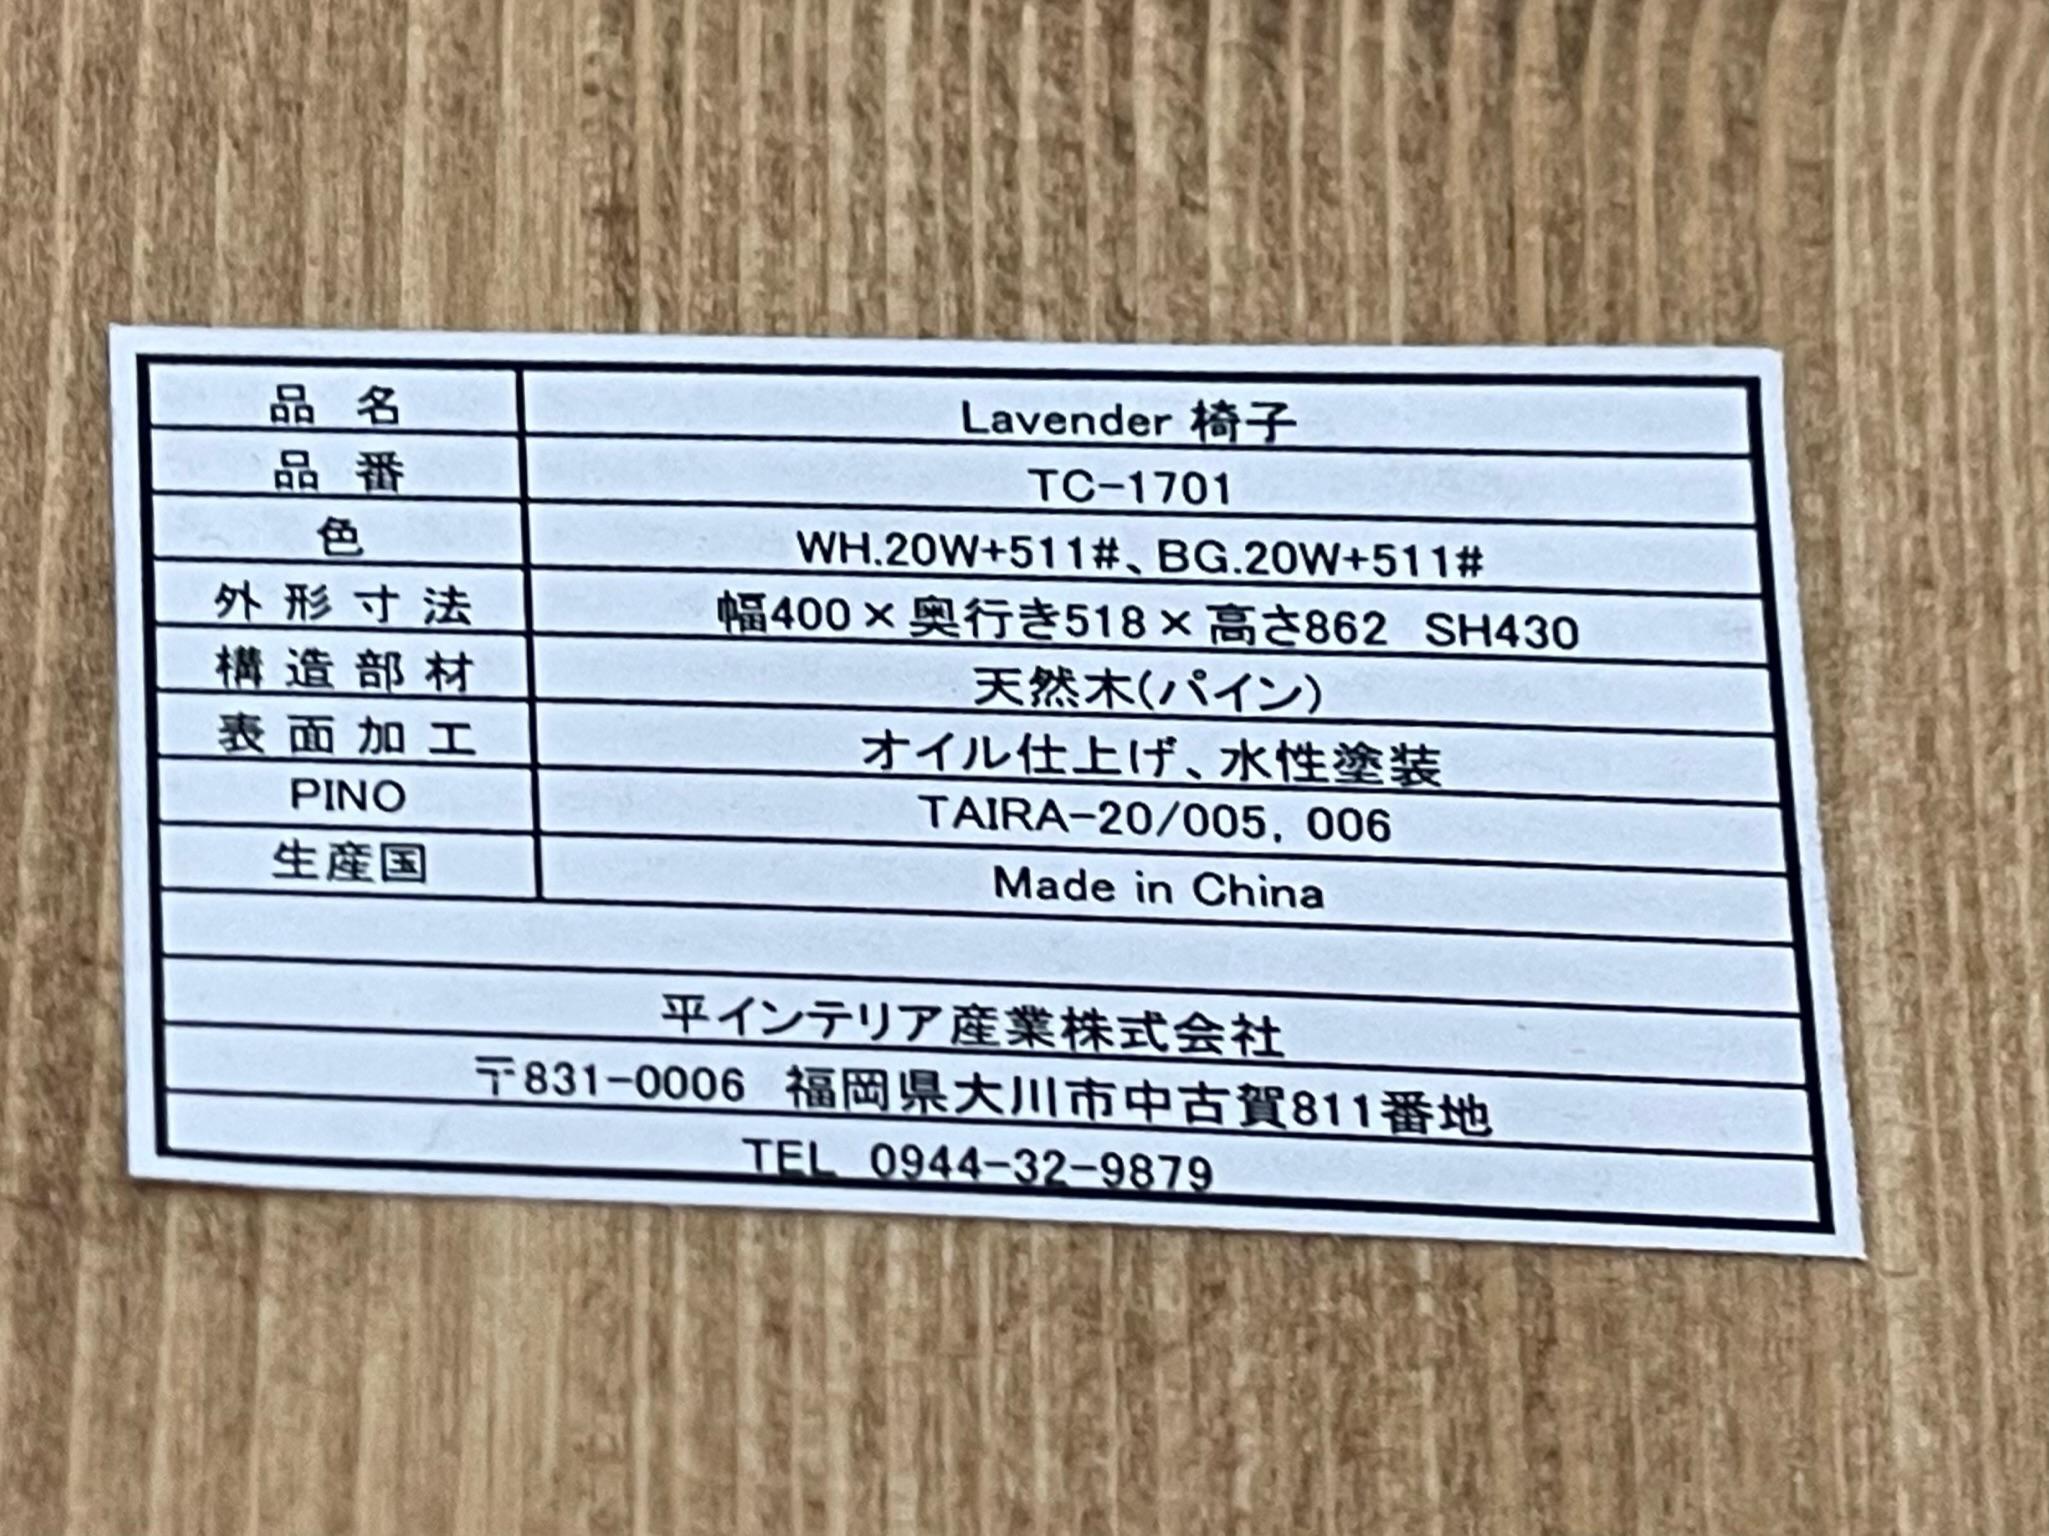 品名 Lavender 椅子
品番 TC-1701
色 WH.20W+511#、BG.20W+511#
外形寸法 幅400×奥行き518×高さ862 SH430
構造部材 天然木(パイン)
表面加工 オイル仕上げ、水性塗装
PINO TAIRA-20/005, 006
生産国 Made in China
平インテリア産業株式会社
〒831-0006 福岡県大川市中古賀811番地
TEL 0944-32-9879